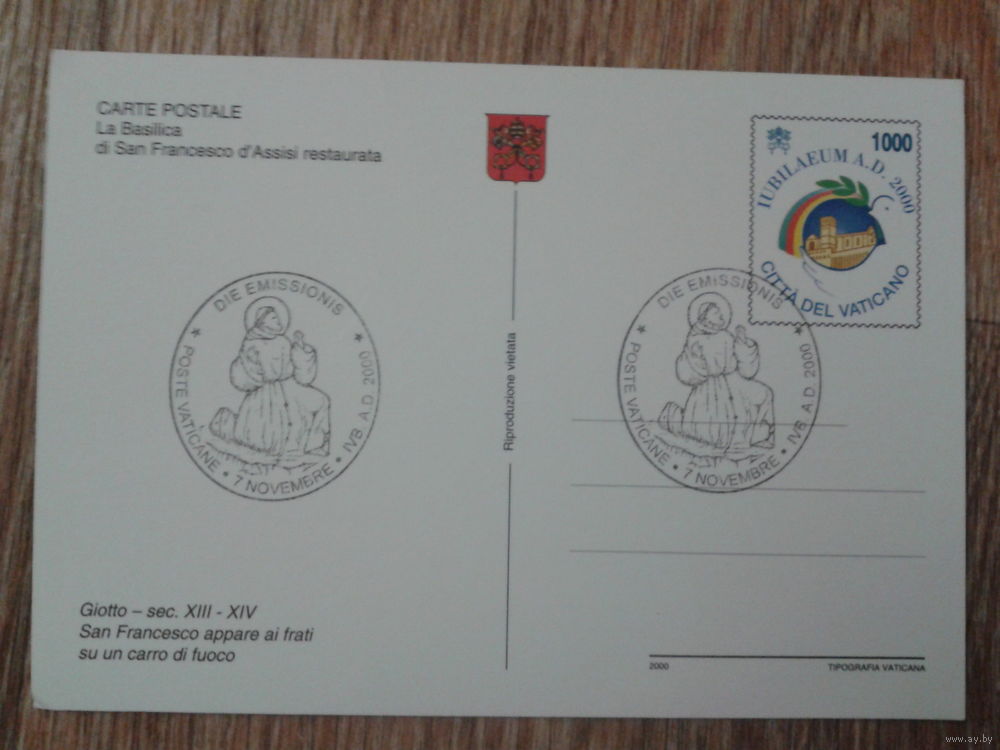 CARTE POSTALE
La Basilica
di San Francesco d'Assisi restaurata
1000
IUBILAEUM A.D. 2000
CITTÀ DEL VATICANO
DIE EMISSIONIS
POSTE VATICANE • 7 NOVEMBRE • IVB A.D. 2000
Riproduzione vietata
DIE EMISSIONIS
POSTE VATICANE • 7 NOVEMBRE • IVB A.D. 2000
Giotto – sec. XIII - XIV
San Francesco appare ai frati
su un carro di fuoco
2000
TIPOGRAFIA VATICANA
www.ay.by